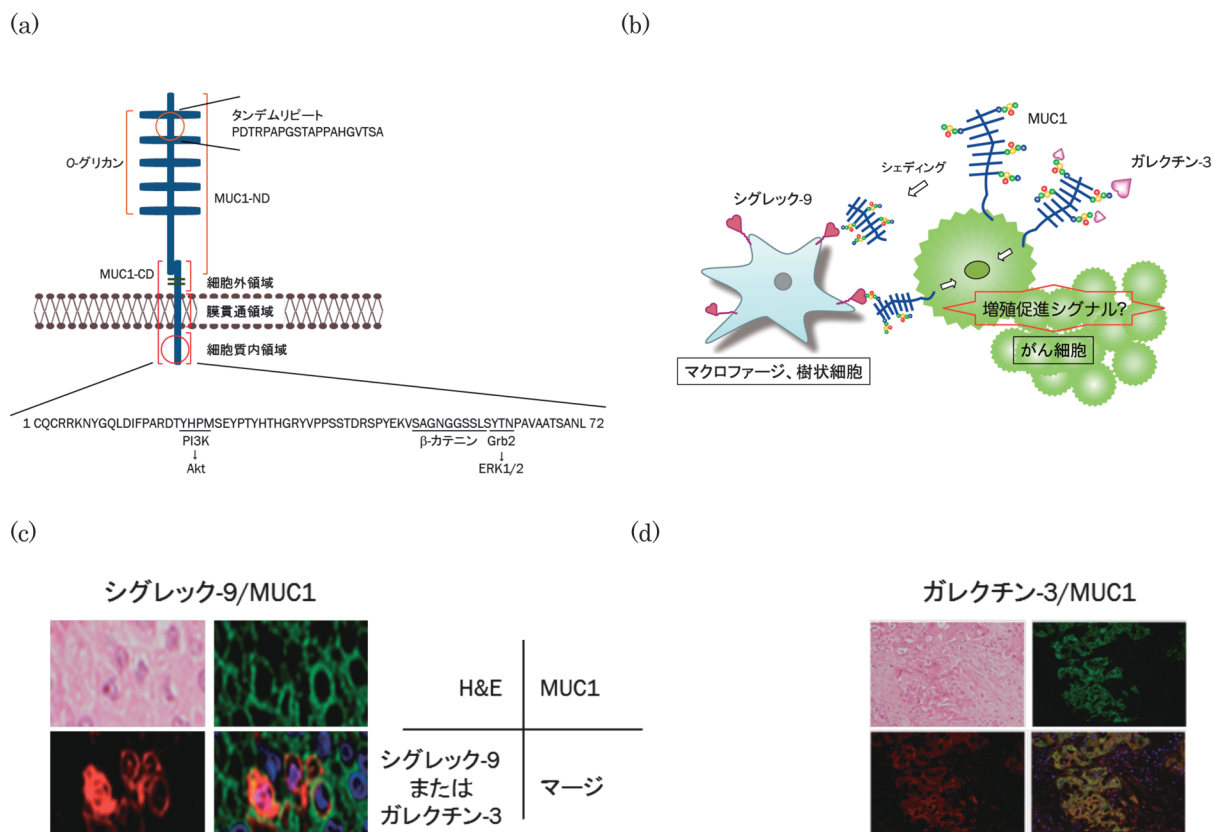 (a)
タンデムリピート
PDTRPAPGSTAPPAHGVTSA
O-グリカン
MUC1-ND
MUC1-CD
細胞外領域
膜貫通領域
細胞質内領域
1 CQCRRKNYGQLDIFPARDTYHPMSEYPTYHTHGRYVPPSSTDRSPYEKVSAGNGGSSLSYTNPAVAATSANL 72
PI3K
↓
Akt
β-カテニン
Grb2
↓
ERK1/2
(b)
MUC1
ガレクチン-3
シェディング
シグレック-9
増殖促進シグナル?
がん細胞
マクロファージ、樹状細胞
(c)
シグレック-9/MUC1
H&E
MUC1
シグレック-9
または
ガレクチン-3
マージ
(d)
ガレクチン-3/MUC1